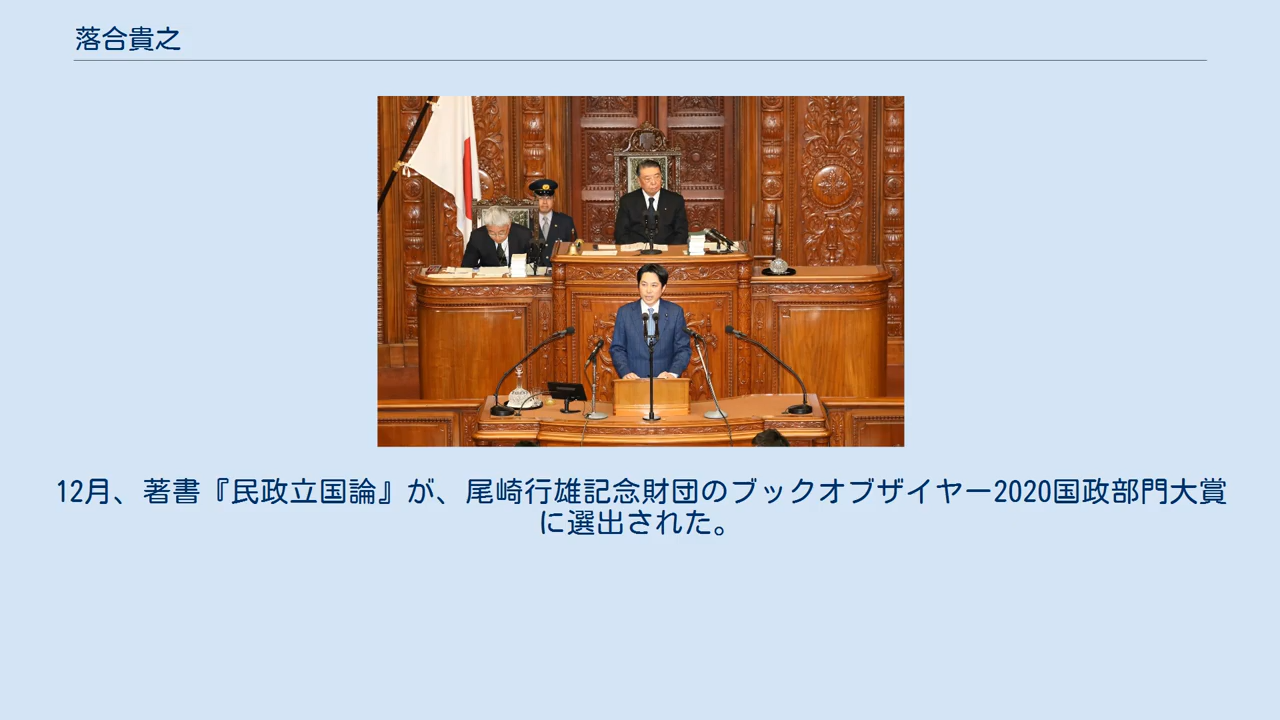 落合貴之
12月、著書『民政立国論』が、尾崎行雄記念財団のブックオブザイヤー2020国政部門大賞
に選出された。